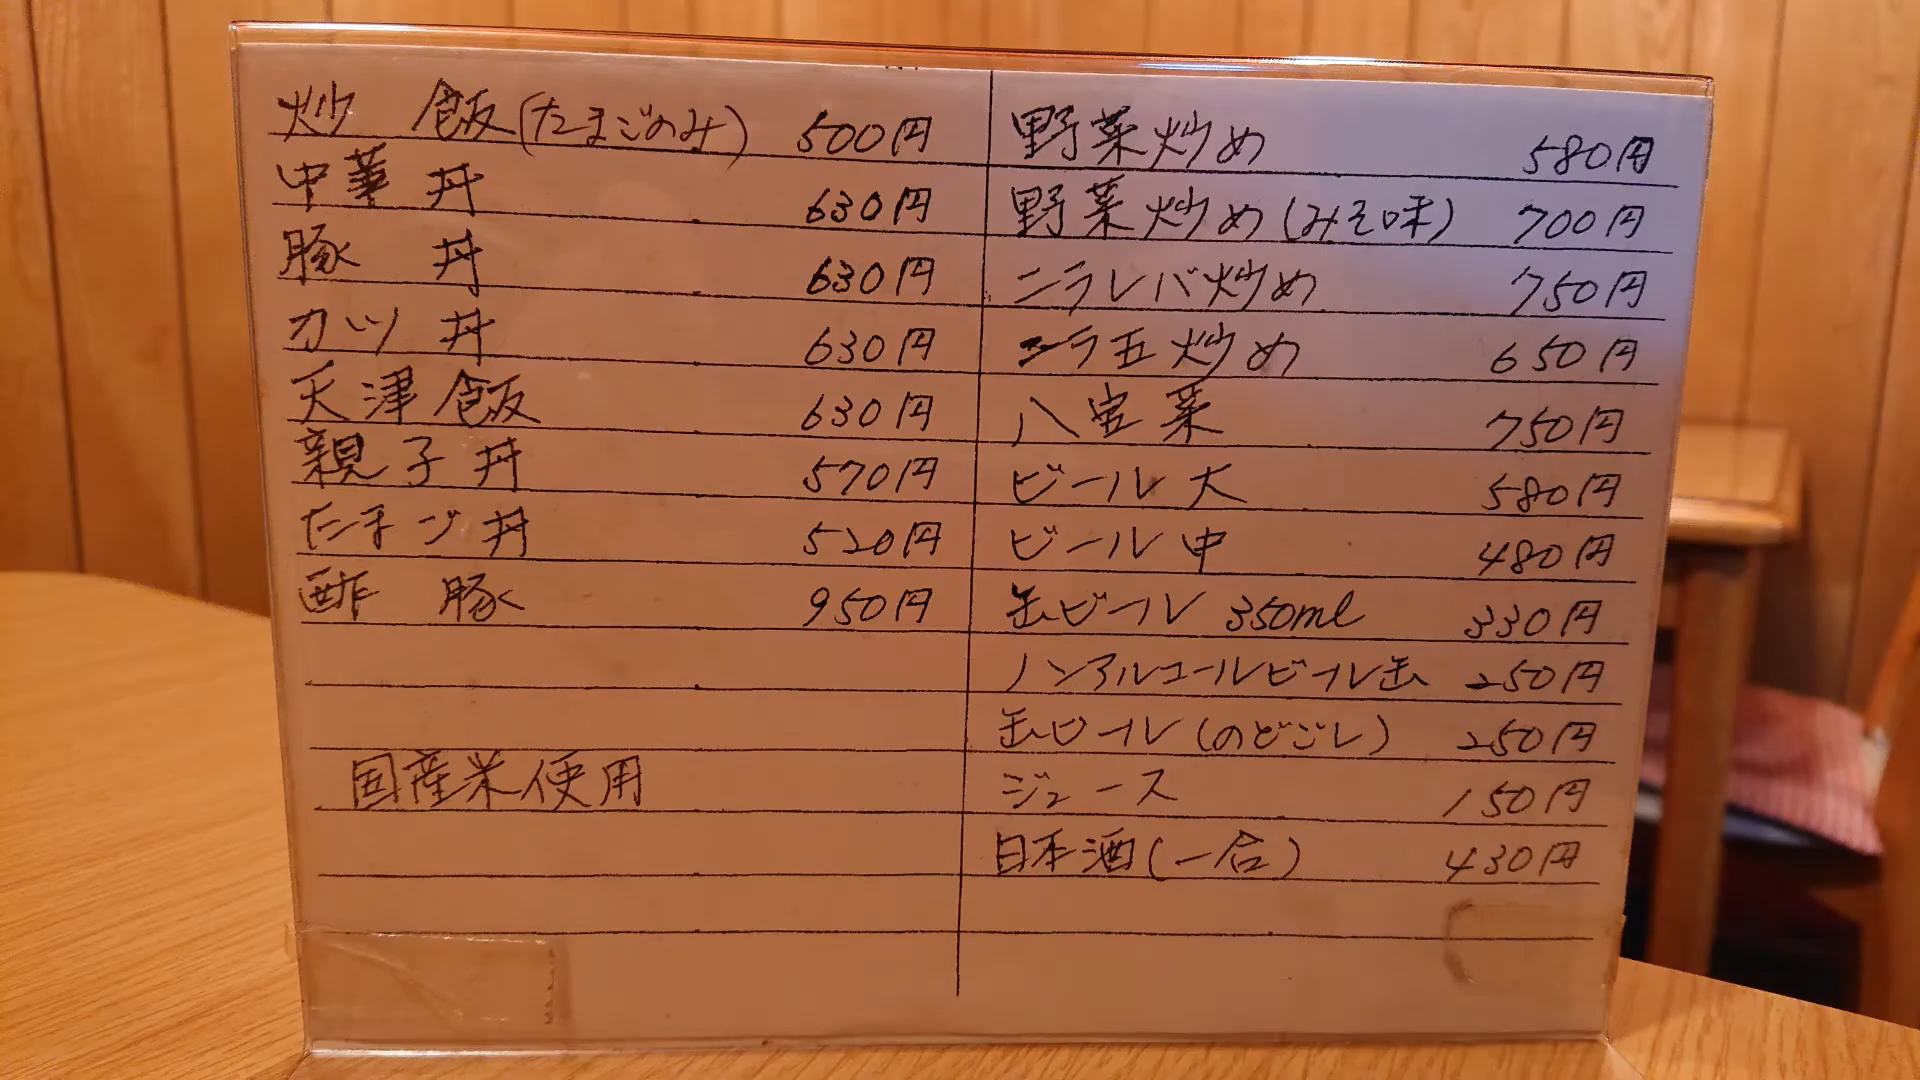 炒 飯(たまごのみ) 500円
中華丼 630円
豚 丼 630円
カツ丼 630円
天津飯 630円
親子丼 570円
たまご丼 520円
酢 豚 950円
国産米使用
野菜炒め 580円
野菜炒め(みそ味) 700円
ニラレバ炒め 750円
ニラ玉炒め 650円
八宝菜 750円
ビール 大 580円
ビール 中 480円
缶ビール 350ml 330円
ノンアルコールビール缶 250円
缶ビール(のどごし) 250円
ジュース 150円
日本酒(一合) 430円